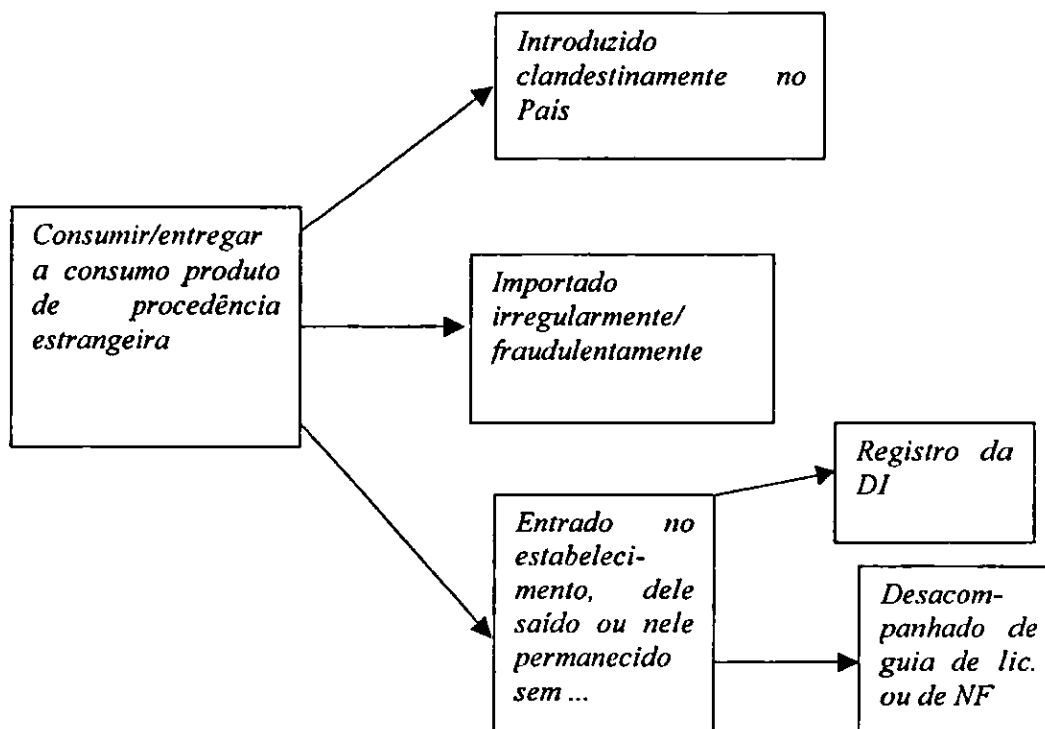 Introduzido
clandestinamente no
País
Consumir/entregar
a consumo produto
de procedência
estrangeira
Importado
irregularmente/
fraudulentamente
Entrado no
estabeleci-
mento, dele
saído ou nele
permanecido
sem ...
Registro da
DI
Desacom-
panhado de
guia de lic.
ou de NF